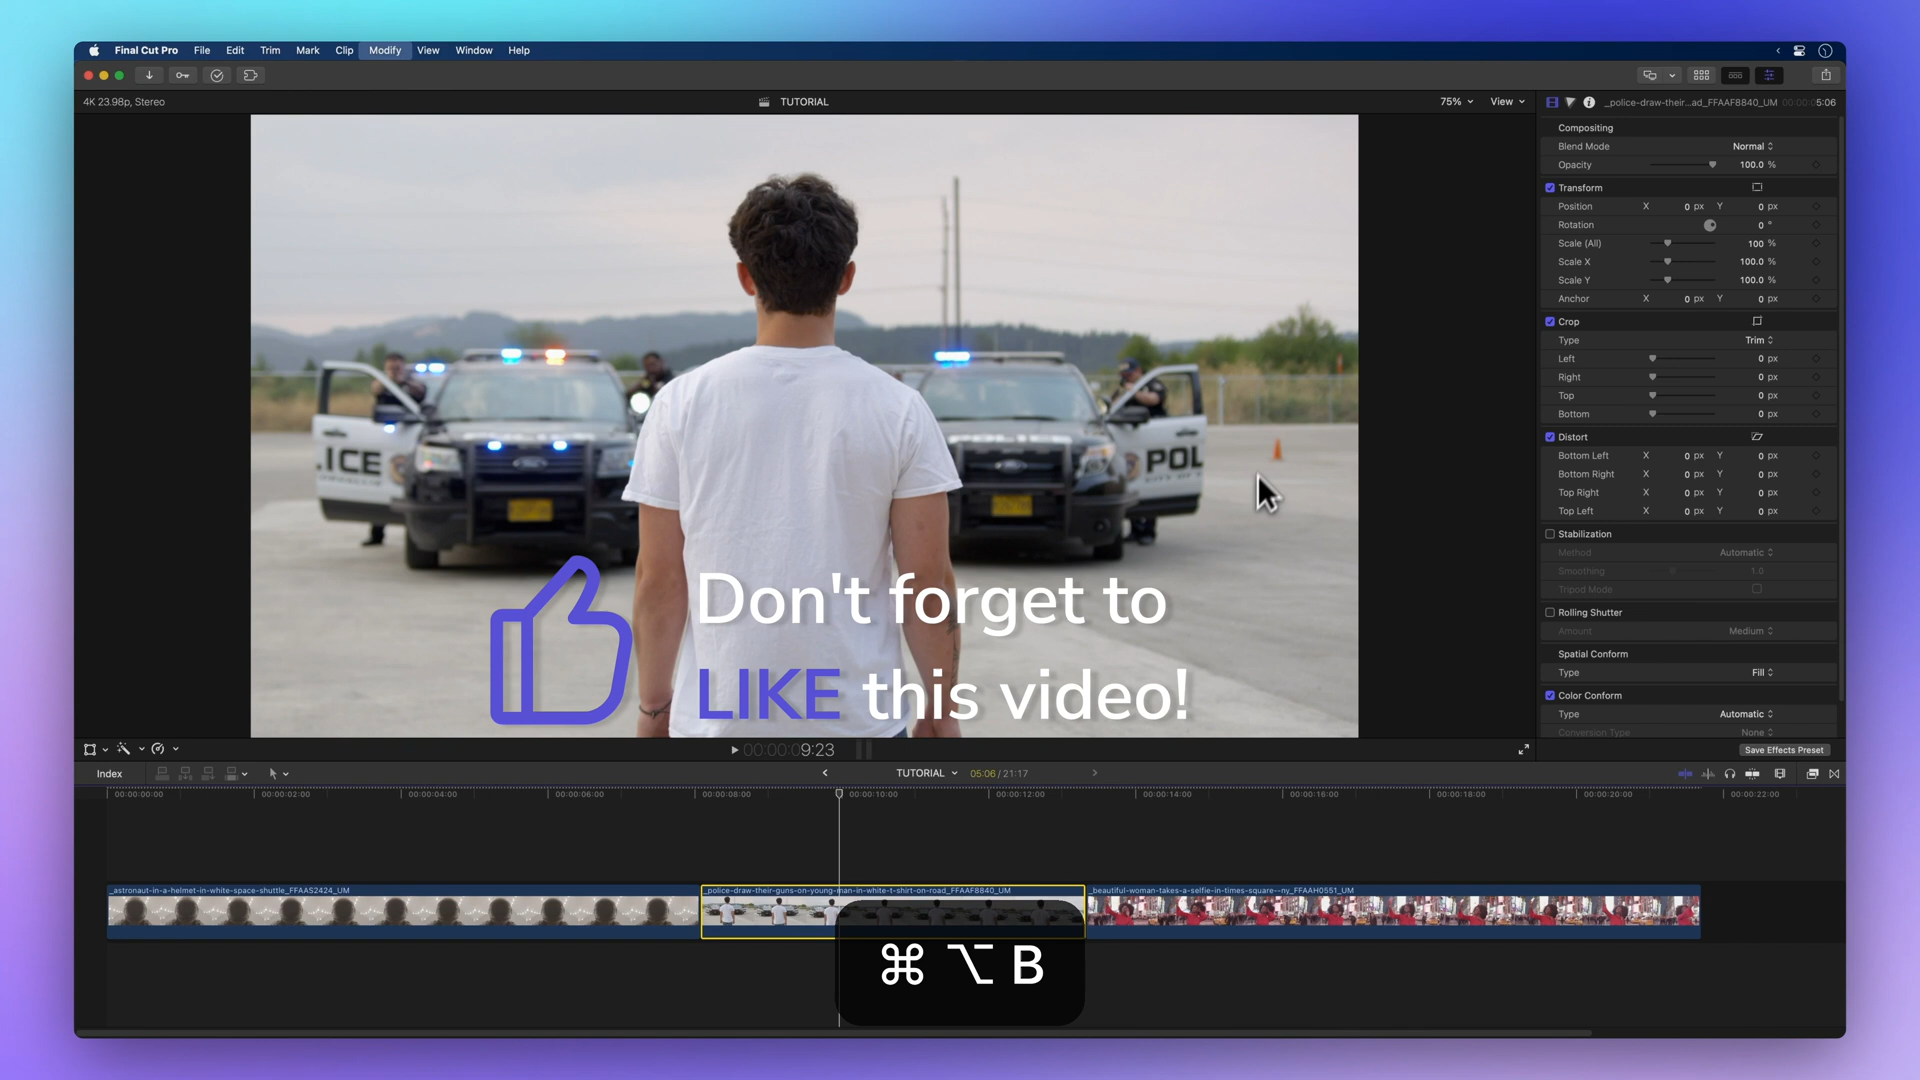 Final Cut Pro File Edit Trim Mark Clip Modify View Window Help
4K 23.98p, Stereo
TUTORIAL
75% View
_police-draw-their...ad_FFAAF8840_UM 00:00:05:06
Compositing
Blend Mode Normal
Opacity 100.0 %
Transform
Position X 0 px Y 0 px
Rotation 0 °
Scale (All) 100 %
Scale X 100.0 %
Scale Y 100.0 %
Anchor X 0 px Y 0 px
Crop
Type Trim
Left 0 px
Right 0 px
Top 0 px
Bottom 0 px
Distort
Bottom Left X 0 px Y 0 px
Bottom Right X 0 px Y 0 px
Top Right X 0 px Y 0 px
Top Left X 0 px Y 0 px
Stabilization
Method Automatic
Smoothing 1.0
Tripod Mode
Rolling Shutter
Amount Medium
Spatial Conform
Type Fill
Color Conform
Type Automatic
Conversion Type None
Save Effects Preset
.ICE
POLICE
POL
Don't forget to
LIKE this video!
00:00:09:23
Index
TUTORIAL 05:06 / 21:17
00:00:00:00 00:00:02:00 00:00:04:00 00:00:06:00 00:00:08:00 00:00:10:00 00:00:12:00 00:00:14:00 00:00:16:00 00:00:18:00 00:00:20:00 00:00:22:00
_astronaut-in-a-helmet-in-white-space-shuttle_FFAAS2424_UM
_police-draw-their-guns-on-young-man-in-white-t-shirt-on-road_FFAAF8840_UM
_beautiful-woman-takes-a-selfie-in-times-square--ny_FFAAH0551_UM
⌘ ⌥ B